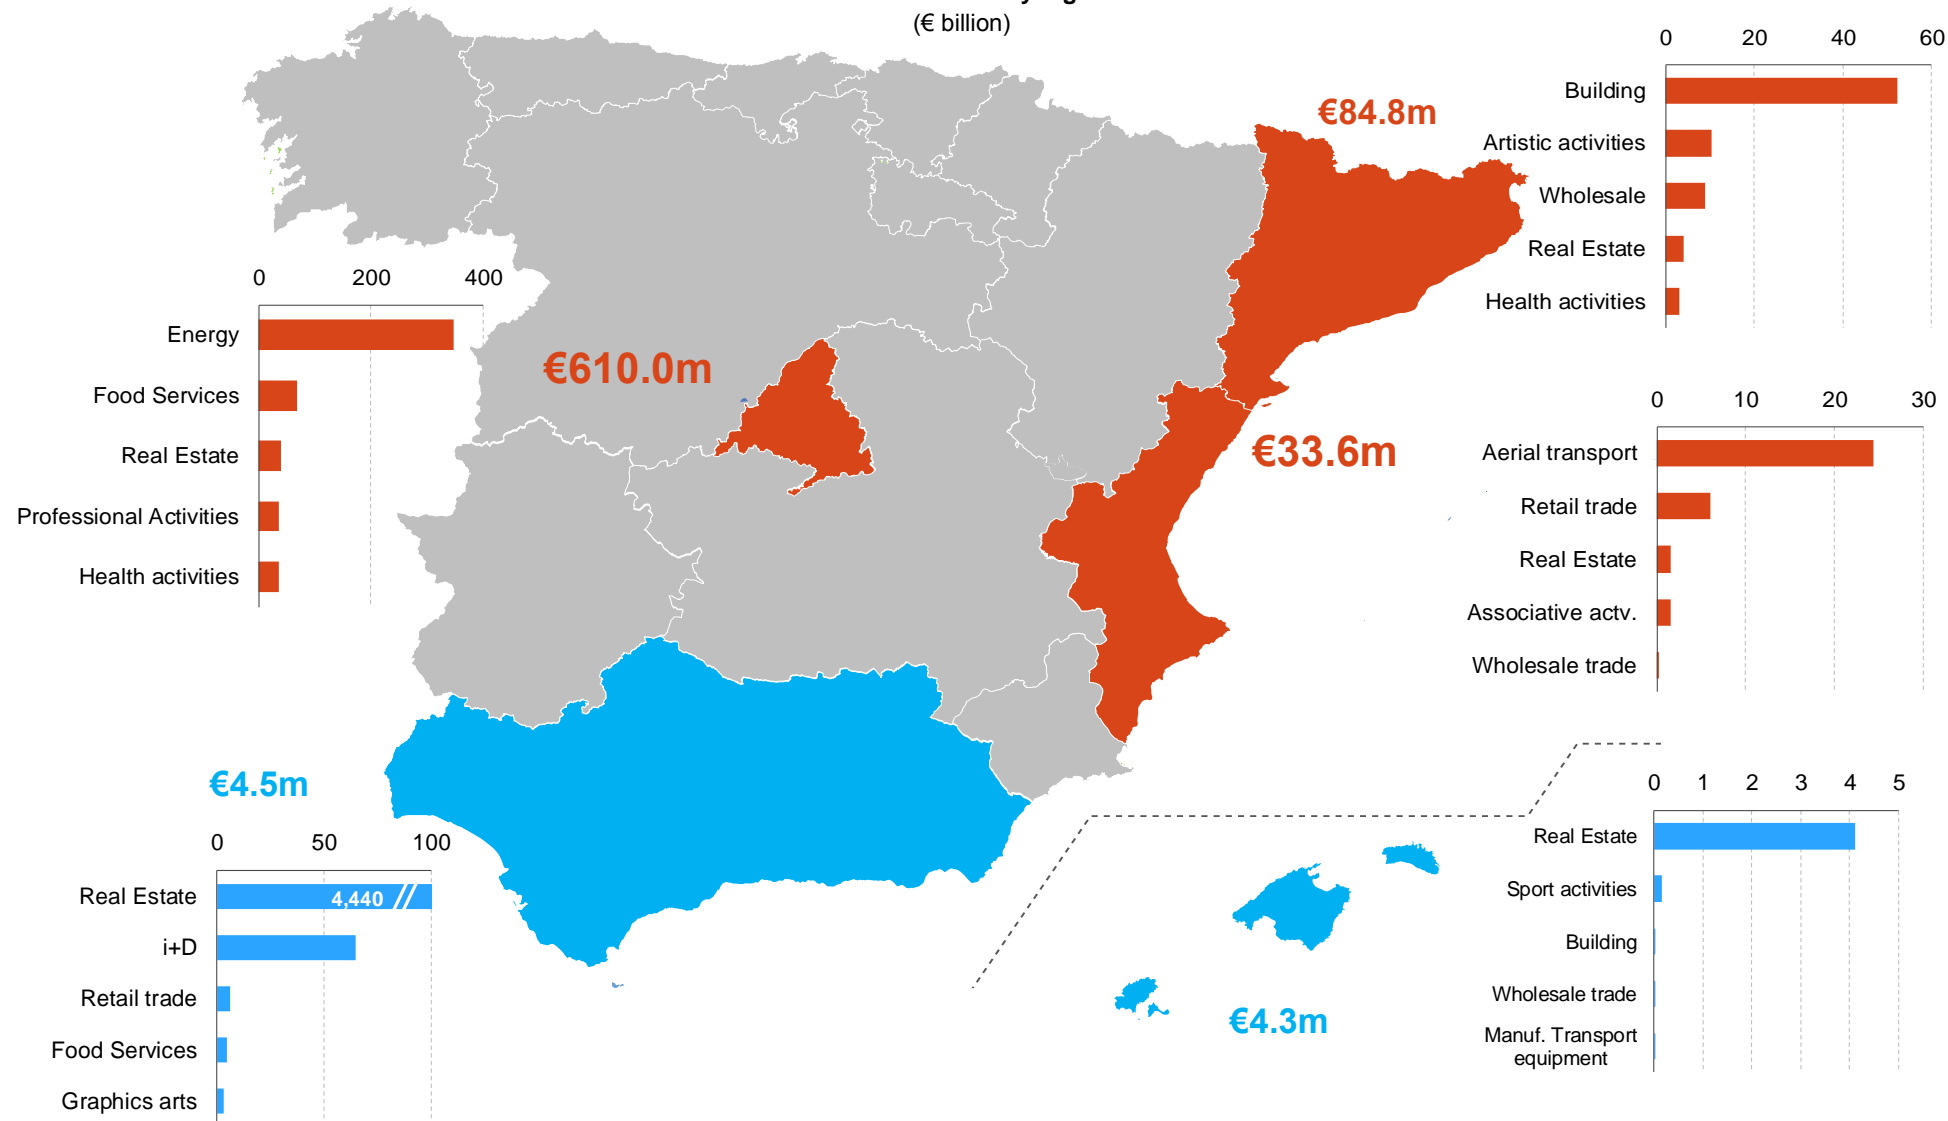 (€ billion)
€84.8m
0 20 40 60
Building
Artistic activities
Wholesale
Real Estate
Health activities
€610.0m
0 200 400
Energy
Food Services
Real Estate
Professional Activities
Health activities
€33.6m
0 10 20 30
Aerial transport
Retail trade
Real Estate
Associative actv.
Wholesale trade
€4.5m
0 50 100
Real Estate
4,440
i+D
Retail trade
Food Services
Graphics arts
€4.3m
0 1 2 3 4 5
Real Estate
Sport activities
Building
Wholesale trade
Manuf. Transport
equipment